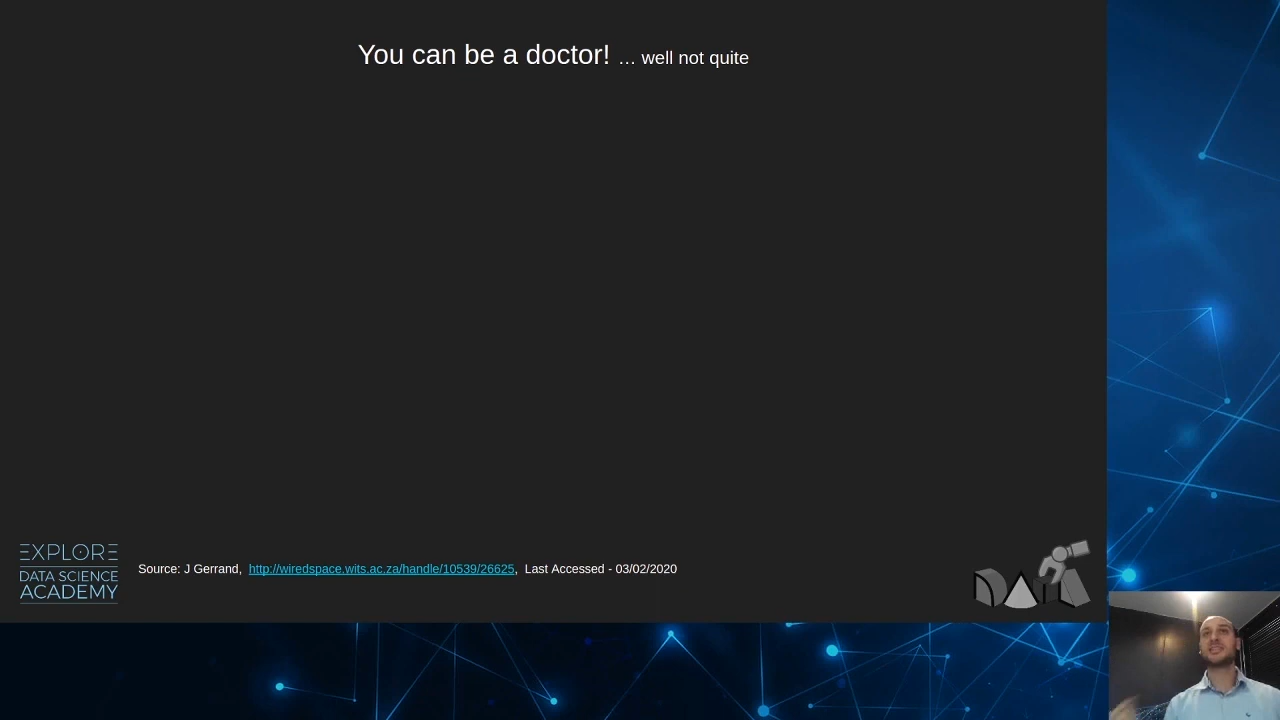 You can be a doctor! … well not quite
EXPLORE
DATA SCIENCE
ACADEMY
Source: J Gerrand, http://wiredspace.wits.ac.za/handle/10539/26625, Last Accessed - 03/02/2020